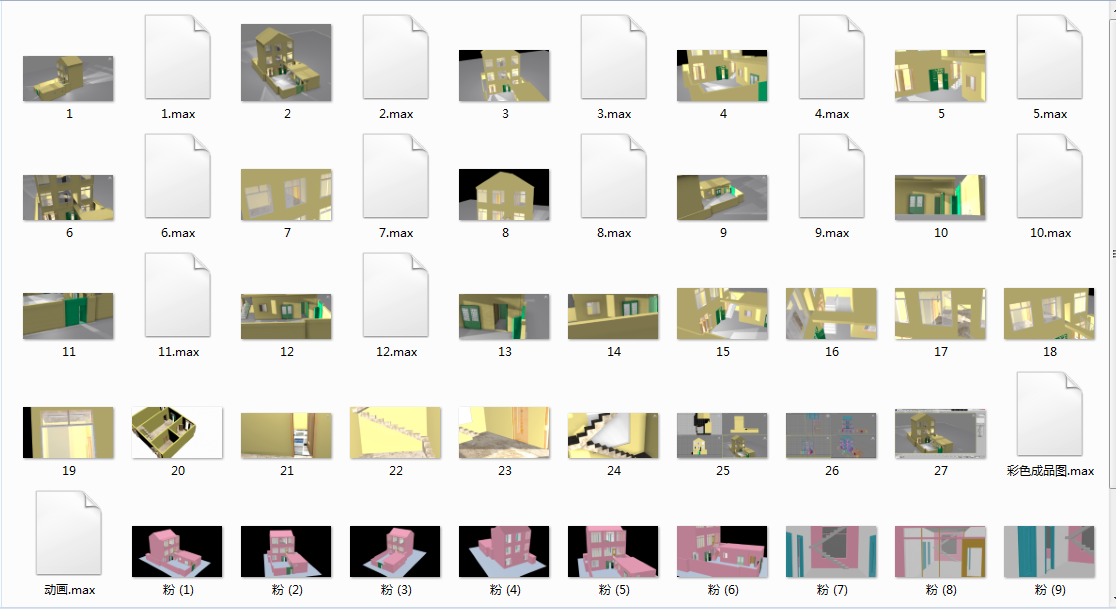 1 1.max 2 2.max 3 3.max 4 4.max 5 5.max
6 6.max 7 7.max 8 8.max 9 9.max 10 10.max
11 11.max 12 12.max 13 14 15 16 17 18
19 20 21 22 23 24 25 26 27 彩色成品图.max
动画.max 粉 (1) 粉 (2) 粉 (3) 粉 (4) 粉 (5) 粉 (6) 粉 (7) 粉 (8) 粉 (9)